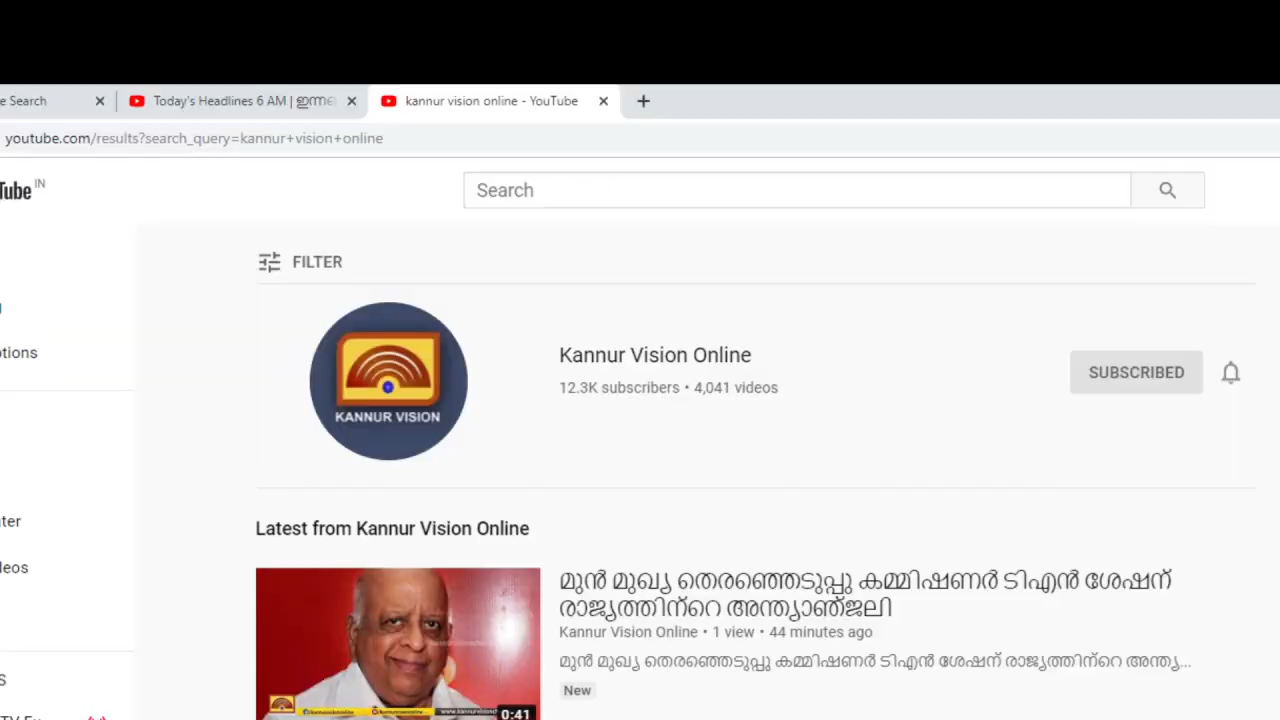 e Search
Today's Headlines 6 AM |
kannur vision online - YouTube
youtube.com/results?search_query=kannur+vision+online
Tube IN
Search
FILTER
KANNUR VISION
Kannur Vision Online
12.3K subscribers • 4,041 videos
SUBSCRIBED
ptions
ter
Latest from Kannur Vision Online
മുൻ മുഖ്യ തെരഞ്ഞെടുപ്പു കമ്മിഷണർ ടിഎൻ ശേഷന്
രാജ്യത്തിന്റെ അന്ത്യാഞ്ജലി
Kannur Vision Online • 1 view • 44 minutes ago
മുൻ മുഖ്യ തെരഞ്ഞെടുപ്പു കമ്മിഷണർ ടിഎൻ ശേഷന് രാജ്യത്തിന്റെ അന്ത്യ...
New
0:41